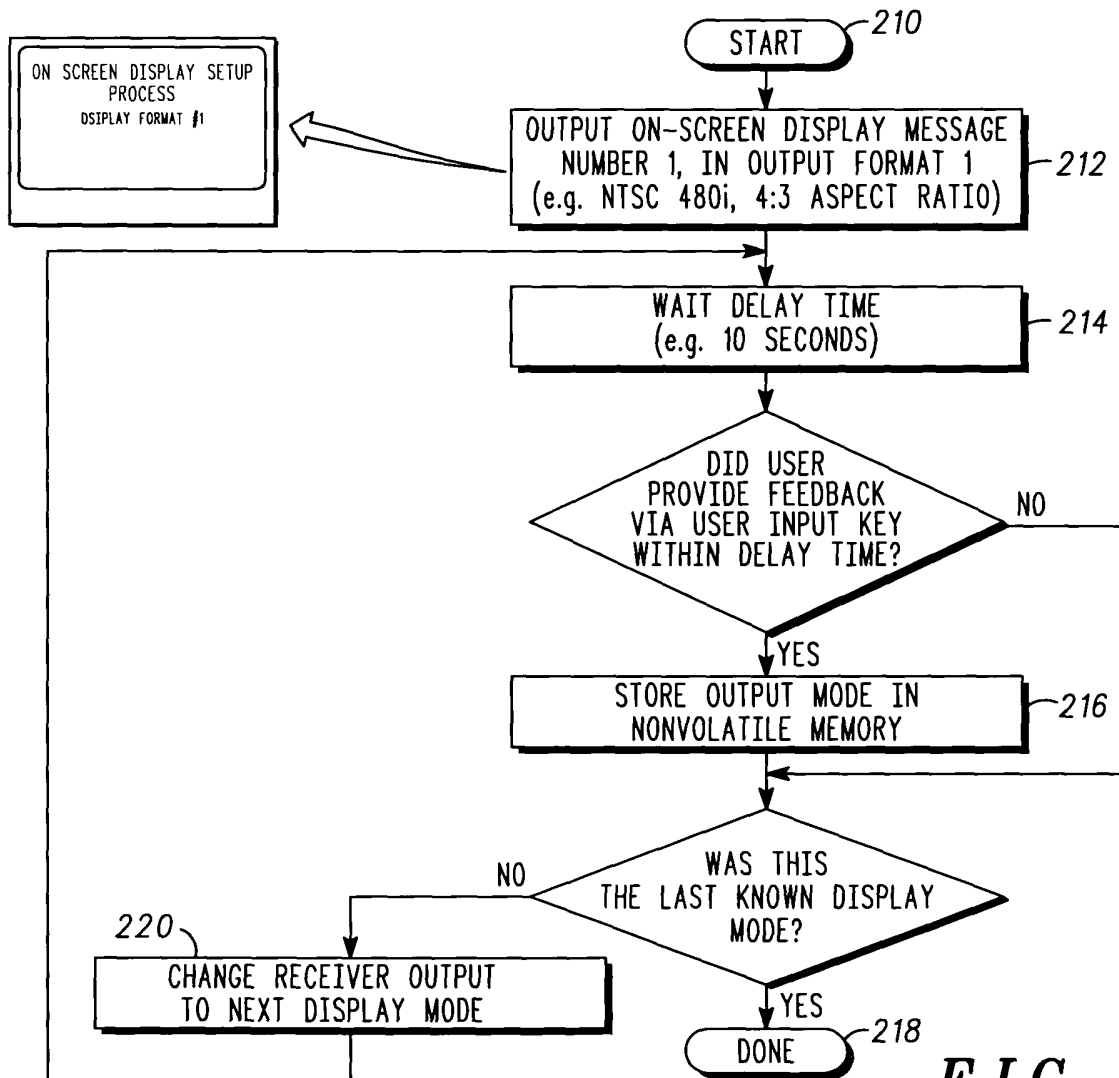 START
210
ON SCREEN DISPLAY SETUP
PROCESS
DSIPLAY FORMAT #1
OUTPUT ON-SCREEN DISPLAY MESSAGE
NUMBER 1, IN OUTPUT FORMAT 1
(e.g. NTSC 480i, 4:3 ASPECT RATIO)
212
WAIT DELAY TIME
(e.g. 10 SECONDS)
214
DID USER
PROVIDE FEEDBACK
VIA USER INPUT KEY
WITHIN DELAY TIME?
NO
YES
STORE OUTPUT MODE IN
NONVOLATILE MEMORY
216
WAS THIS
THE LAST KNOWN DISPLAY
MODE?
NO
220
CHANGE RECEIVER OUTPUT
TO NEXT DISPLAY MODE
YES
DONE
218
FIG